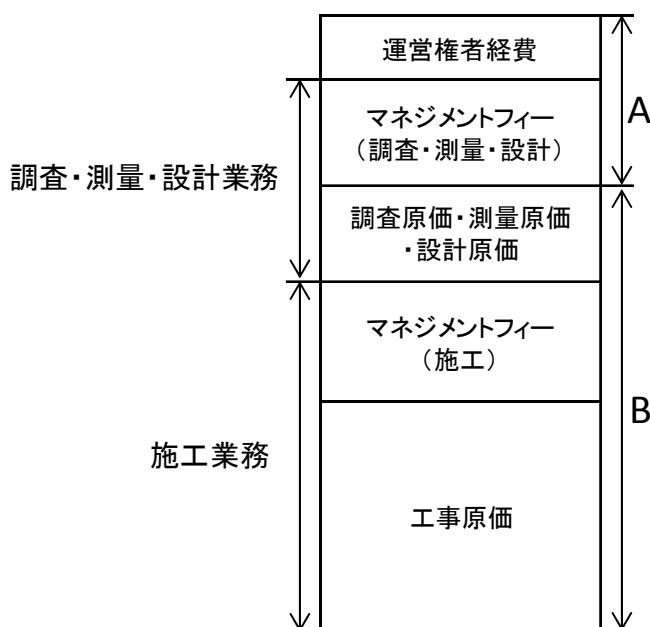 運営権者経費
A
マネジメントフィー
（調査・測量・設計）
調査・測量・設計業務
調査原価・測量原価
・設計原価
マネジメントフィー
（施工）
B
施工業務
工事原価